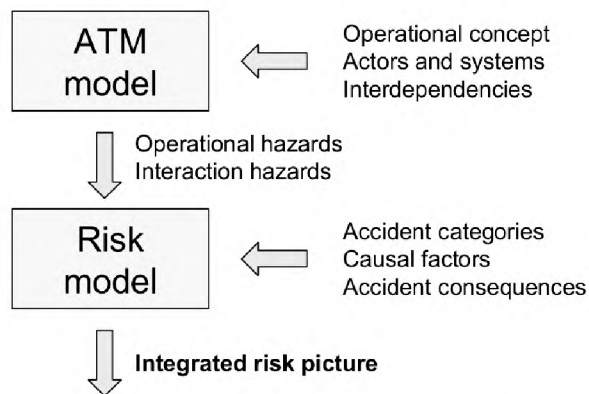 ATM
model
Operational concept
Actors and systems
Interdependencies
Operational hazards
Interaction hazards
Risk
model
Accident categories
Causal factors
Accident consequences
Integrated risk picture